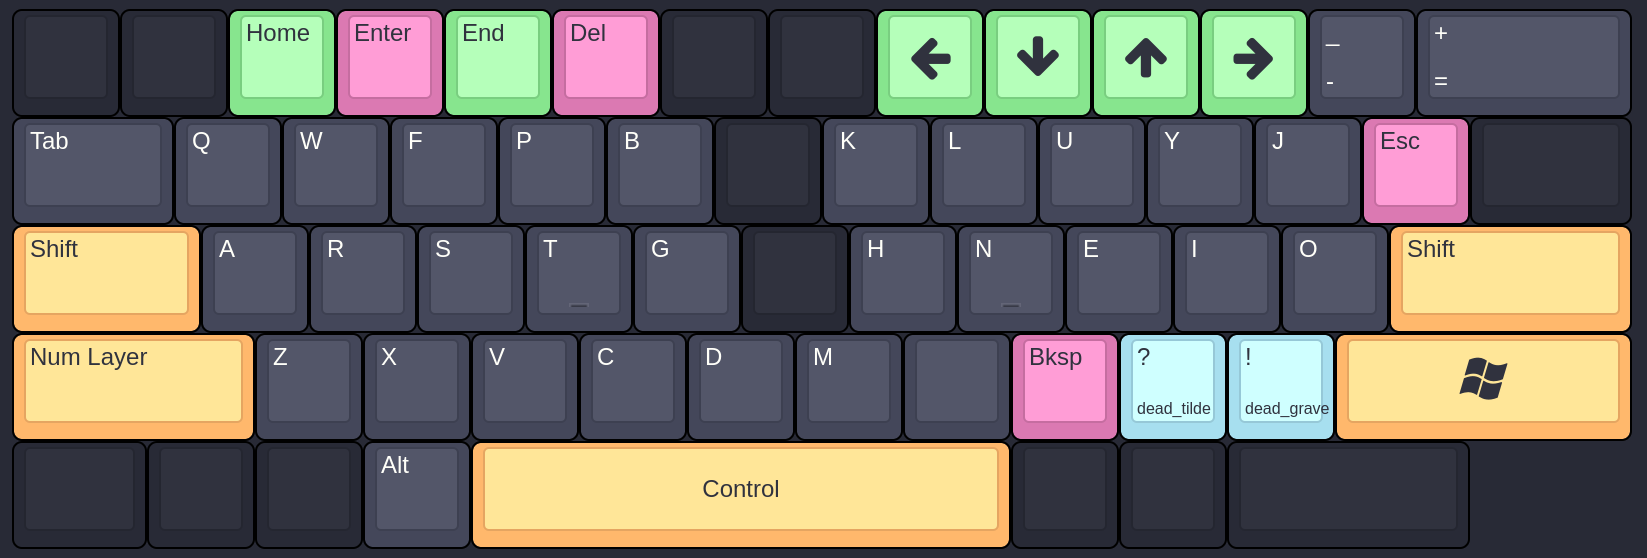 Home Enter End Del _ +
- =
Tab Q W F P B K L U Y J Esc
Shift A R S T G H N E I O Shift
_ _
Num Layer Z X V C D M Bksp ? !
dead_tilde dead_grave
Alt
Control